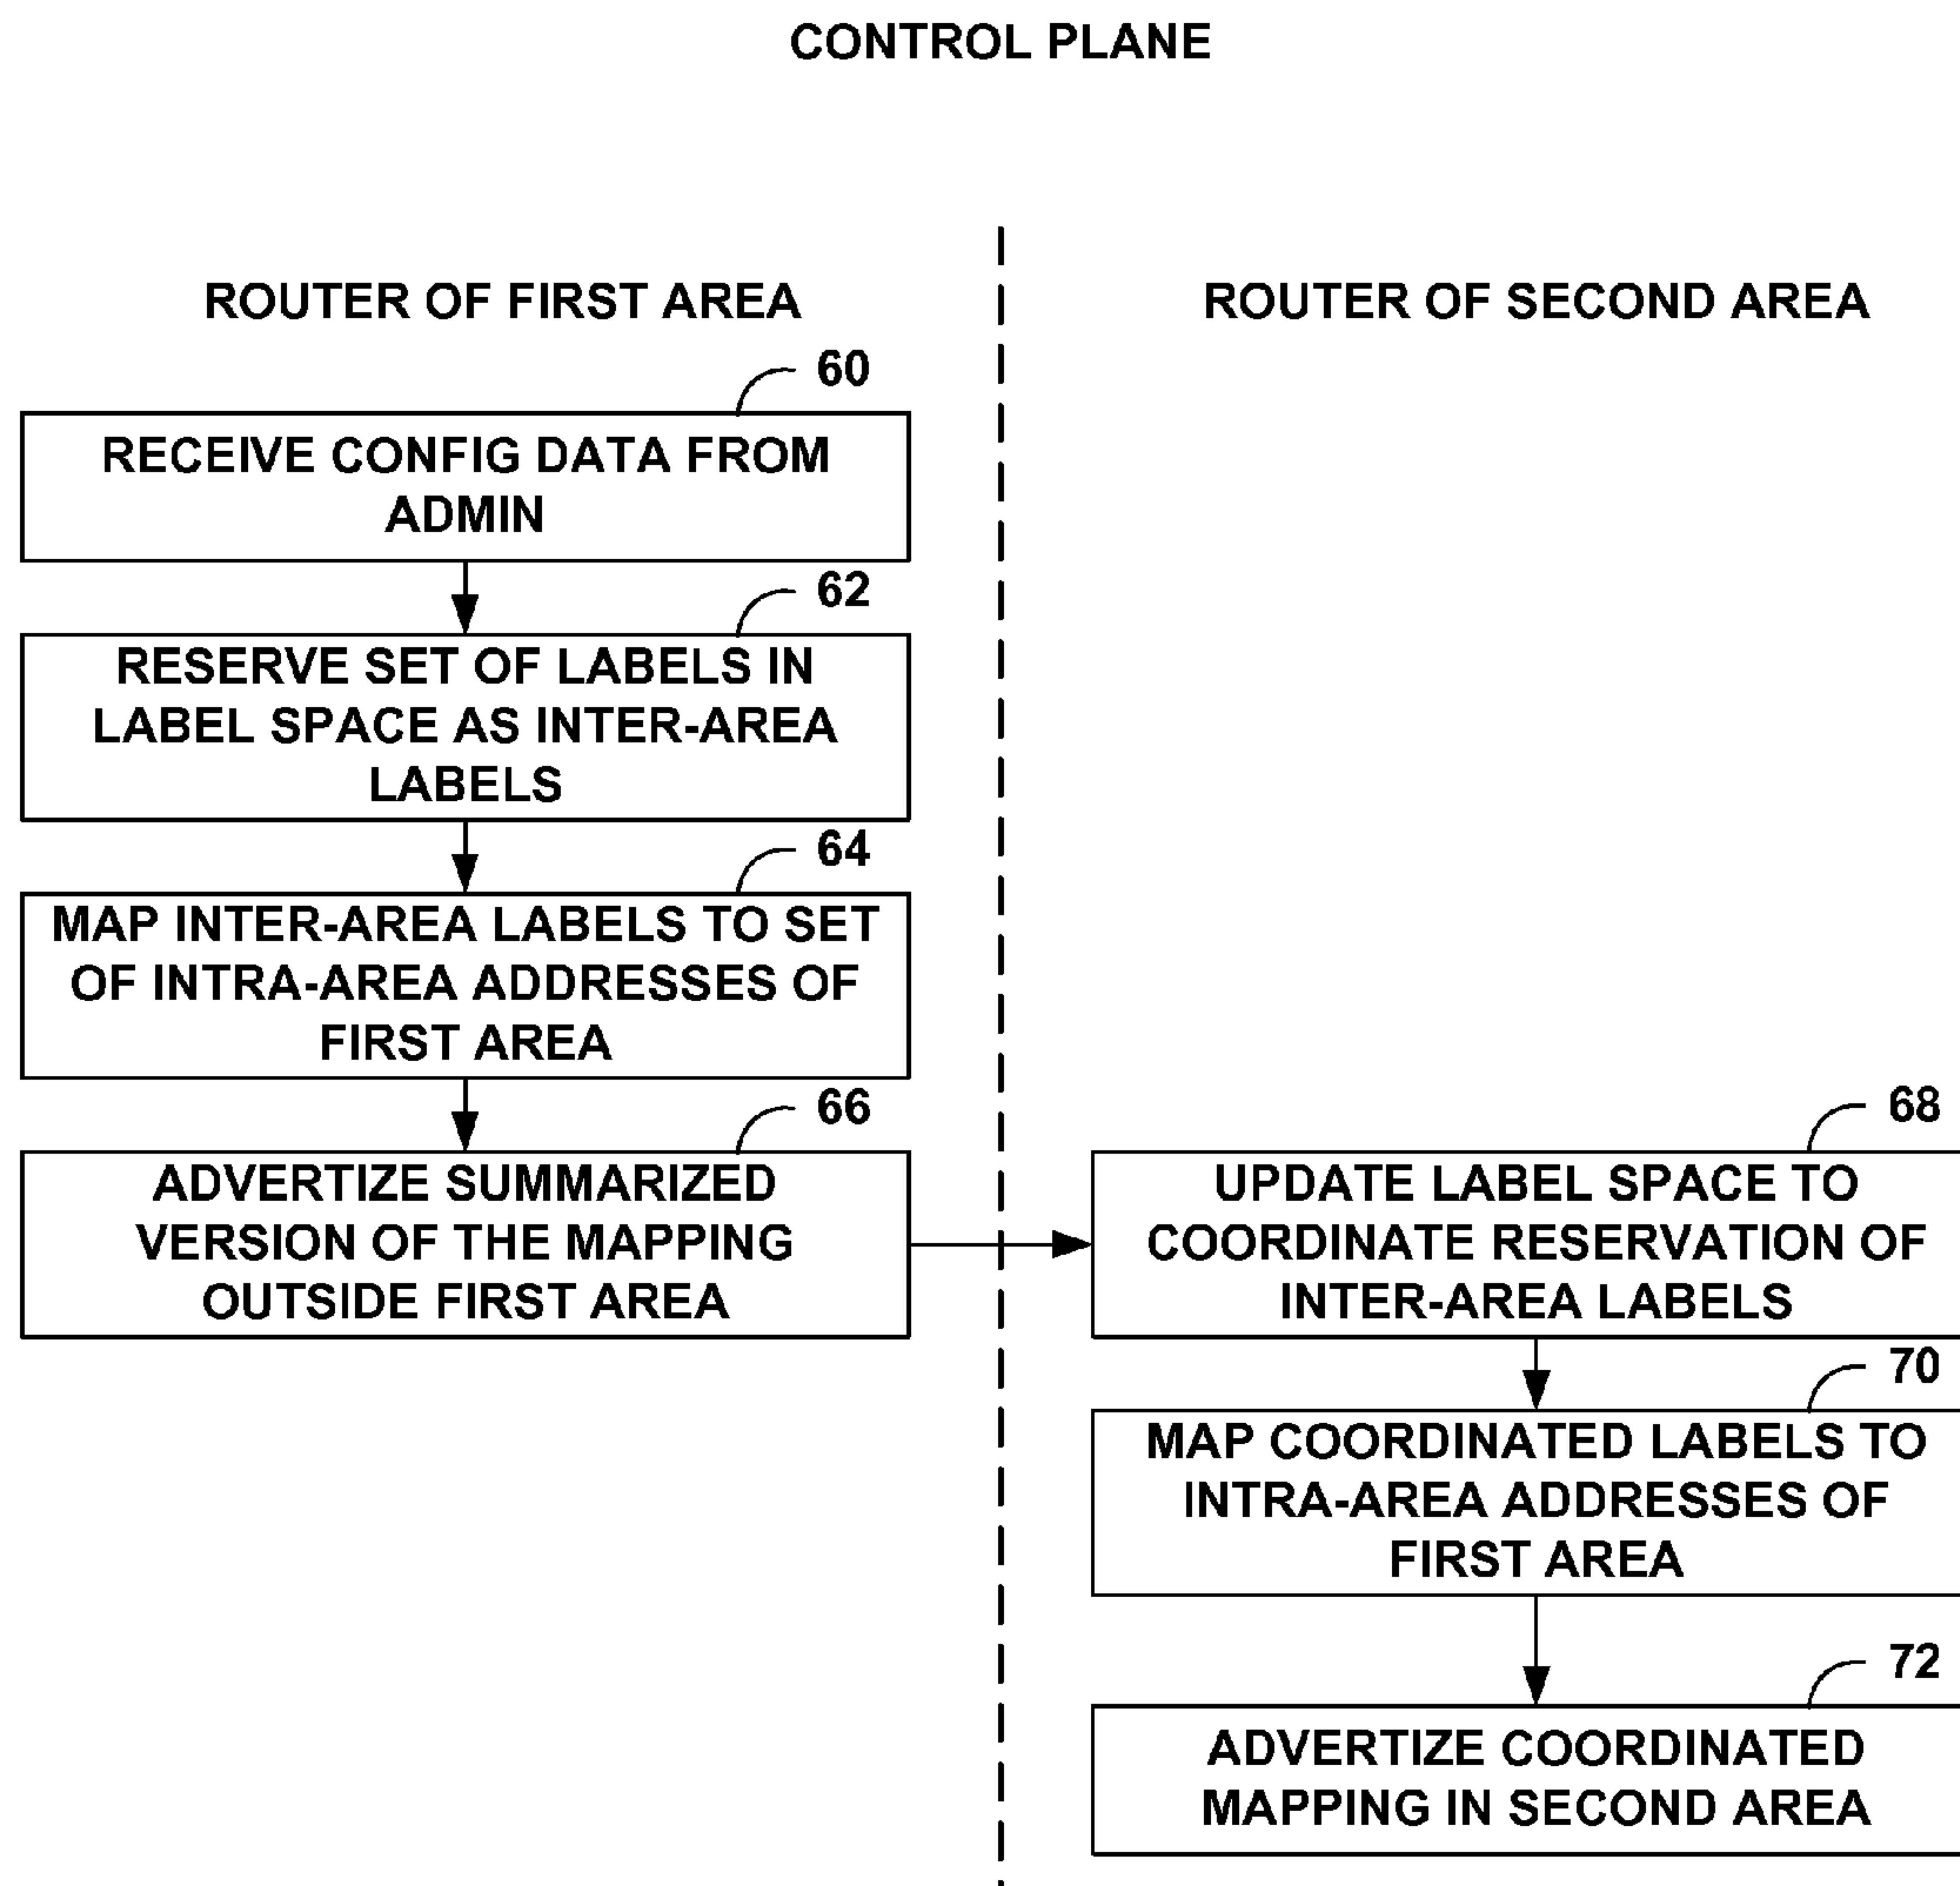 CONTROL PLANE
ROUTER OF FIRST AREA
ROUTER OF SECOND AREA
60
RECEIVE CONFIG DATA FROM
ADMIN
62
RESERVE SET OF LABELS IN
LABEL SPACE AS INTER-AREA
LABELS
64
MAP INTER-AREA LABELS TO SET
OF INTRA-AREA ADDRESSES OF
FIRST AREA
66
ADVERTIZE SUMMARIZED
VERSION OF THE MAPPING
OUTSIDE FIRST AREA
68
UPDATE LABEL SPACE TO
COORDINATE RESERVATION OF
INTER-AREA LABELS
70
MAP COORDINATED LABELS TO
INTRA-AREA ADDRESSES OF
FIRST AREA
72
ADVERTIZE COORDINATED
MAPPING IN SECOND AREA